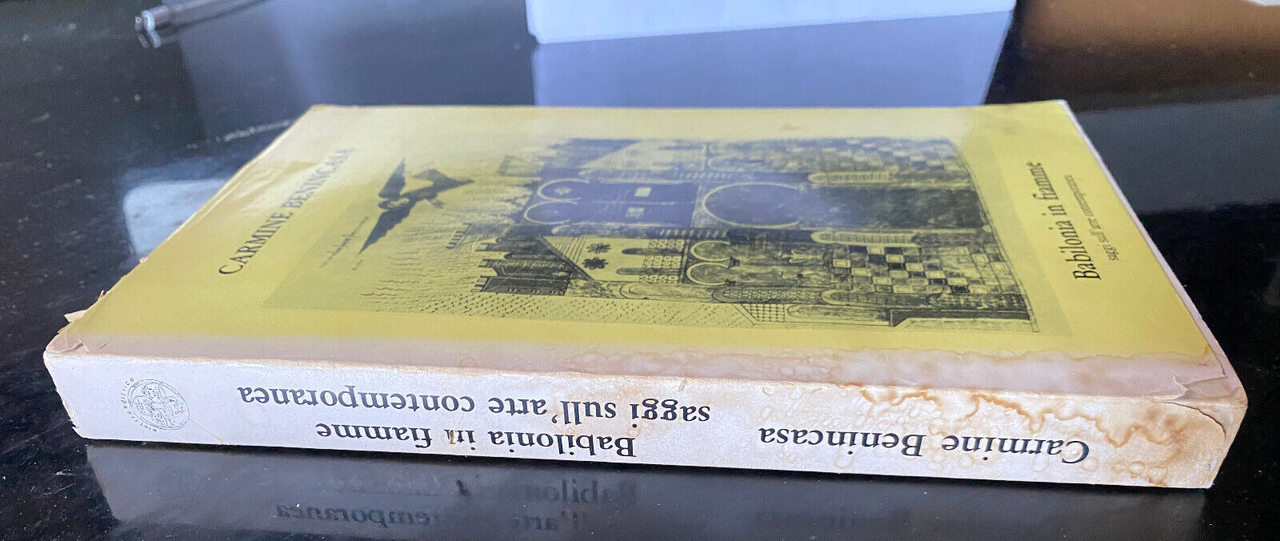 CARMINE BENINCASA
Babilonia in fiamme
saggi sull'arte contemporanea
Carmine Benincasa
Babilonia in fiamme
saggi sull'arte contemporanea